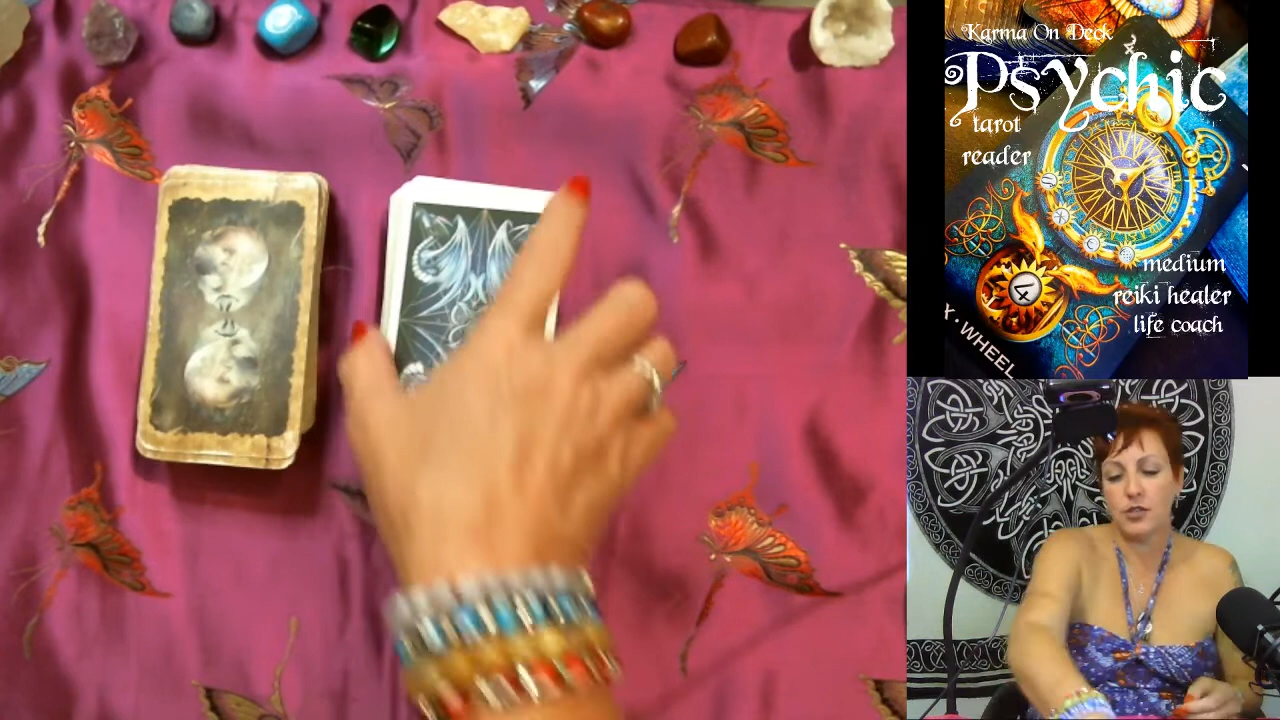 Karma On Deck
Psychic
tarot
reader
medium
reiki healer
life coach
X • WHEEL